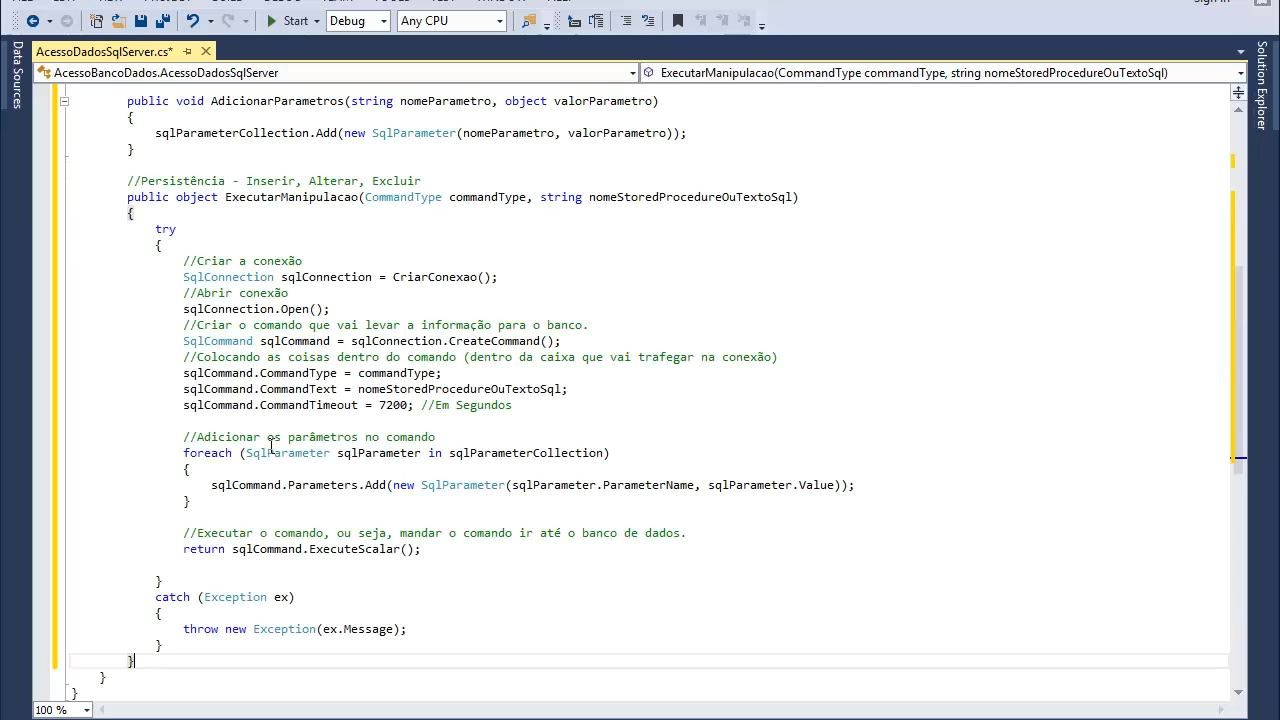 Start
Debug
Any CPU
AcessoDadosSqlServer.cs*
Data Sources
Solution Explorer
AcessoBancoDados.AcessoDadosSqlServer
ExecutarManipulacao(CommandType commandType, string nomeStoredProcedureOuTextoSql)
public void AdicionarParametros(string nomeParametro, object valorParametro)
{
sqlParameterCollection.Add(new SqlParameter(nomeParametro, valorParametro));
}
//Persistência - Inserir, Alterar, Excluir
public object ExecutarManipulacao(CommandType commandType, string nomeStoredProcedureOuTextoSql)
{
try
{
//Criar a conexão
SqlConnection sqlConnection = CriarConexao();
//Abrir conexão
sqlConnection.Open();
//Criar o comando que vai levar a informação para o banco.
SqlCommand sqlCommand = sqlConnection.CreateCommand();
//Colocando as coisas dentro do comando (dentro da caixa que vai trafegar na conexão)
sqlCommand.CommandType = commandType;
sqlCommand.CommandText = nomeStoredProcedureOuTextoSql;
sqlCommand.CommandTimeout = 7200; //Em Segundos
//Adicionar os parâmetros no comando
foreach (SqlParameter sqlParameter in sqlParameterCollection)
{
sqlCommand.Parameters.Add(new SqlParameter(sqlParameter.ParameterName, sqlParameter.Value));
}
//Executar o comando, ou seja, mandar o comando ir até o banco de dados.
return sqlCommand.ExecuteScalar();
}
catch (Exception ex)
{
throw new Exception(ex.Message);
}
}
}
}
100 %